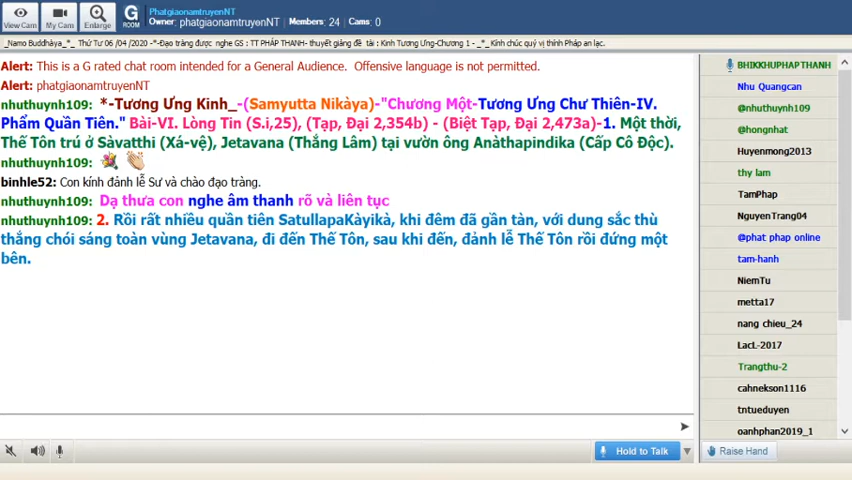 PhatgiaonamtruyenNT
Owner: phatgiaonamtruyenNT Members: 24 Cams: 0
View Cam
My Cam
Enlarge
G
ROOM
_Namo Buddhàya_*_ Thứ Tư 06 /04 /2020 -*-Đạo tràng được nghe GS : TT PHÁP THANH- thuyết giảng đề tài : Kinh Tương Ưng-Chương 1 - _*_ Kính chúc quý vị thính Pháp an lạc.
Alert: This is a G rated chat room intended for a General Audience. Offensive language is not permitted.
Alert: phatgiaonamtruyenNT
nhuthuynh109: *-Tương Ưng Kinh_-(Samyutta Nikàya)-"Chương Một-Tương Ưng Chư Thiên-IV.
Phẩm Quần Tiên." Bài-VI. Lòng Tin (S.i,25), (Tạp, Đại 2,354b) - (Biệt Tạp, Đại 2,473a)-1. Một thời,
Thế Tôn trú ở Sàvatthi (Xá-vệ), Jetavana (Thắng Lâm) tại vườn ông Anàthapindika (Cấp Cô Độc).
nhuthuynh109:
binhle52: Con kính đảnh lễ Sư và chào đạo tràng.
nhuthuynh109: Dạ thưa con nghe âm thanh rõ và liên tục
nhuthuynh109: 2. Rồi rất nhiều quần tiên SatullapaKàyikà, khi đêm đã gần tàn, với dung sắc thù
thắng chói sáng toàn vùng Jetavana, đi đến Thế Tôn, sau khi đến, đảnh lễ Thế Tôn rồi đứng một
bên.
BHIKKHUPHAPTHANH
Nhu Quangcan
@nhuthuynh109
@hongnhat
Huyenmong2013
thy lam
TamPhap
NguyenTrang04
@phat phap online
tam-hanh
NiemTu
metta17
nang chieu_24
LacL-2017
Trangthu-2
cahnekson1116
tntueduyen
oanhphan2019_1
Hold to Talk
Raise Hand